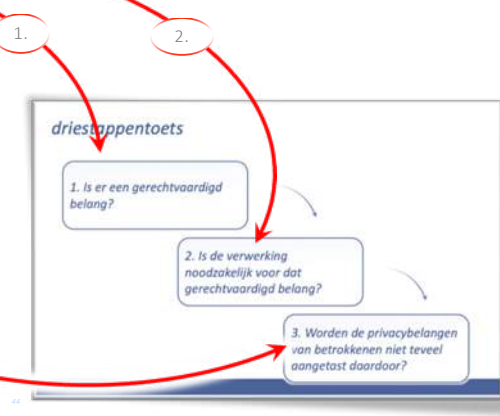 1.
2.
driestappentoets
1. Is er een gerechtvaardigd
belang?
2. Is de verwerking
noodzakelijk voor dat
gerechtvaardigd belang?
3. Worden de privacybelangen
van betrokkenen niet teveel
aangetast daardoor?
“